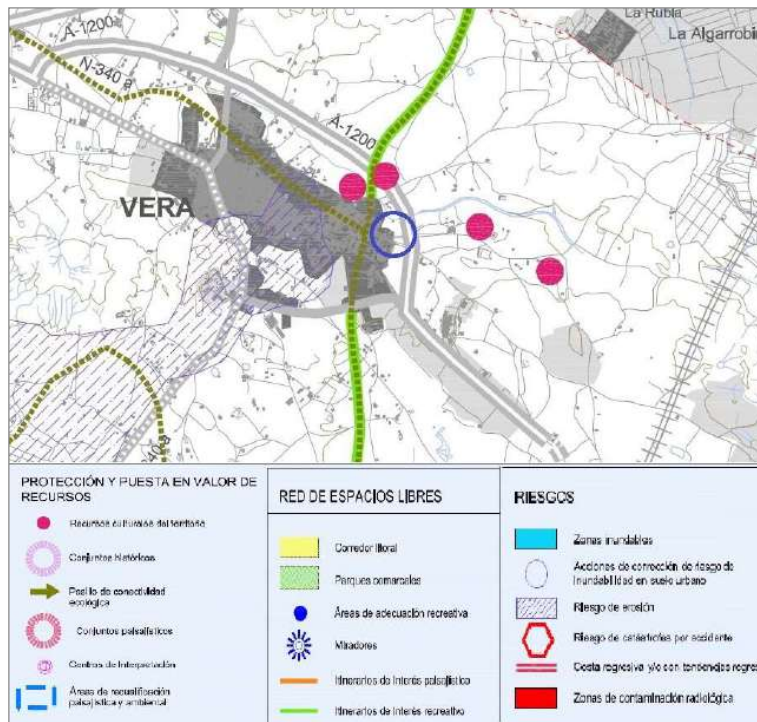 La Rubia
La Algarrobin
A-1200
N-340 a
A-1200
VERA
PROTECCIÓN Y PUESTA EN VALOR DE
RECURSOS
Recursos culturales del territorio
Conjuntos históricos
Pasillo de conectividad
ecológica
Conjuntos paisajísticos
Centros de Interpretación
Áreas de recualificación
paisajística y ambiental
RED DE ESPACIOS LIBRES
Corredor litoral
Parques comarcales
Áreas de adecuación recreativa
Miradores
Itinerarios de Interés paisajístico
Itinerarios de Interés recreativo
RIESGOS
Zonas inundables
Acciones de corrección de riesgo de
inundabilidad en suelo urbano
Riesgo de erosión
Riesgo de catástrofes por accidente
Costa regresiva y/o con tendencias regres
Zonas de contaminación radiológica